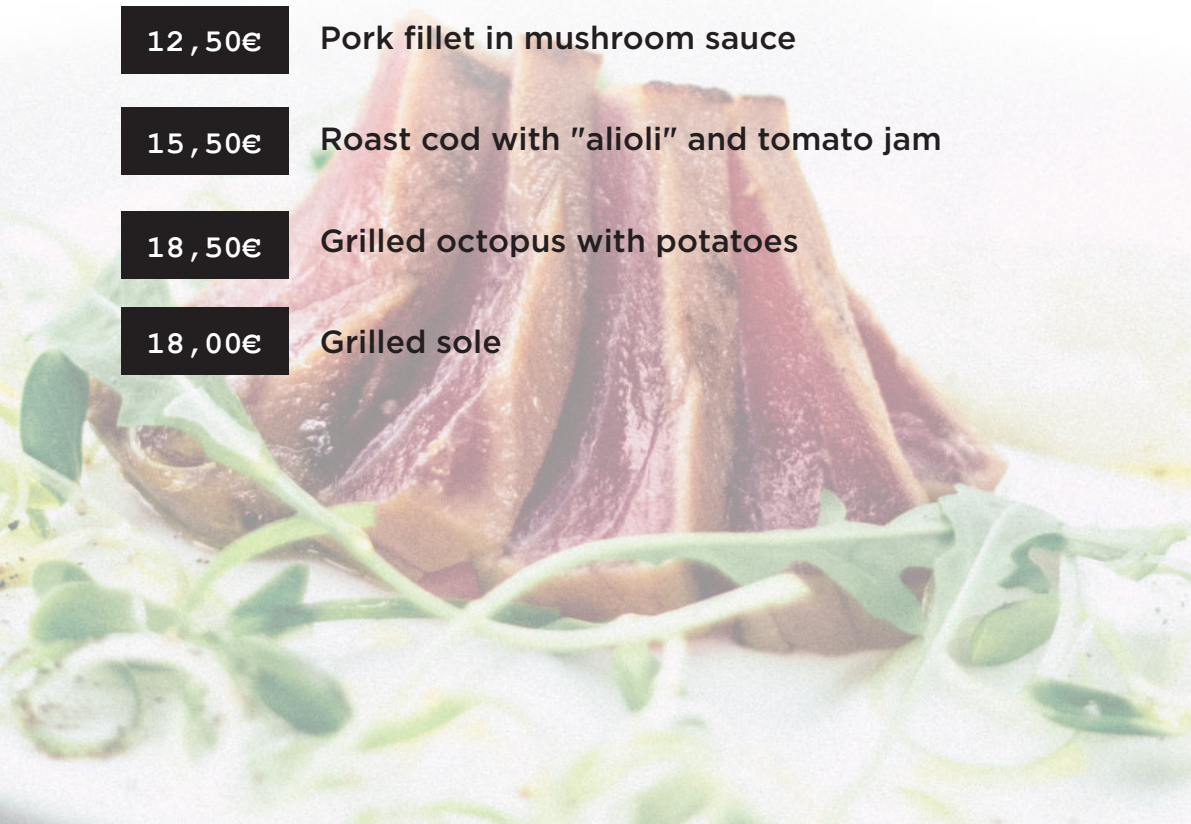 12,50€ Pork fillet in mushroom sauce
15,50€ Roast cod with "alioli" and tomato jam
18,50€ Grilled octopus with potatoes
18,00€ Grilled sole